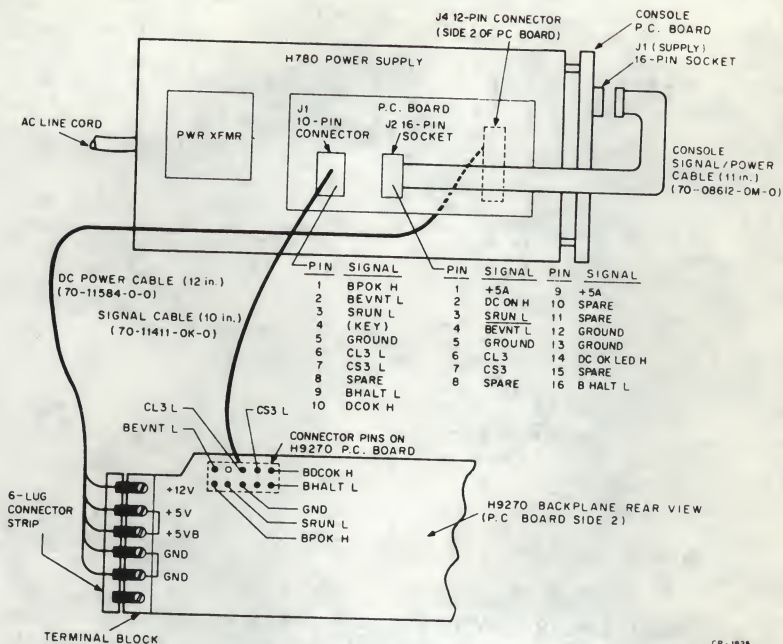 J4 12-PIN CONNECTOR
(SIDE 2 OF PC BOARD)
CONSOLE
P.C. BOARD
J1 (SUPPLY)
16-PIN SOCKET
H780 POWER SUPPLY
AC LINE CORD
PWR XFMR
J1
10-PIN
CONNECTOR
P.C. BOARD
J2 16-PIN
SOCKET
CONSOLE
SIGNAL/POWER
CABLE (11 in.)
(70-08612-0M-0)
DC POWER CABLE (12 in.)
(70-11584-0-0)
SIGNAL CABLE (10 in.)
(70-11411-0K-0)
PIN SIGNAL
1 BPOK H
2 BEVNT L
3 SRUN L
4 (KEY)
5 GROUND
6 CL3 L
7 CS3 L
8 SPARE
9 BHALT L
10 DCOK H
PIN SIGNAL PIN SIGNAL
1 +5A 9 +5A
2 DC ON H 10 SPARE
3 SRUN L 11 SPARE
4 BEVNT L 12 GROUND
5 GROUND 13 GROUND
6 CL3 14 DC OK LED H
7 CS3 15 SPARE
8 SPARE 16 B HALT L
CL3 L
CS3 L
BEVNT L
CONNECTOR PINS ON
H9270 P.C. BOARD
BDCOK H
BHALT L
GND
SRUN L
BPOK H
6-LUG
CONNECTOR
STRIP
+12V
+5V
+5VB
GND
GND
H9270 BACKPLANE REAR VIEW
(P.C BOARD SIDE 2)
TERMINAL BLOCK